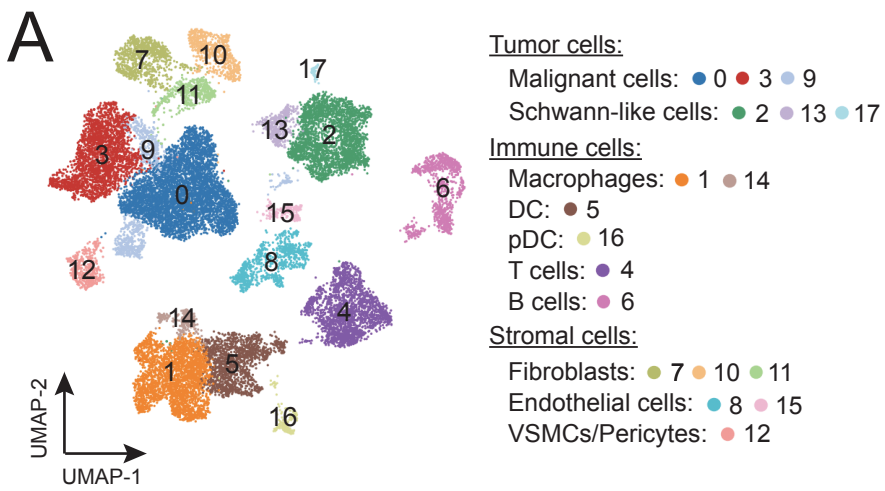 A
7
10
17
11
13
2
3
9
0
6
15
12
8
14
4
1
5
16
UMAP-2
UMAP-1
Tumor cells:
Malignant cells: 0 3 9
Schwann-like cells: 2 13 17
Immune cells:
Macrophages: 1 14
DC: 5
pDC: 16
T cells: 4
B cells: 6
Stromal cells:
Fibroblasts: 7 10 11
Endothelial cells: 8 15
VSMCs/Pericytes: 12